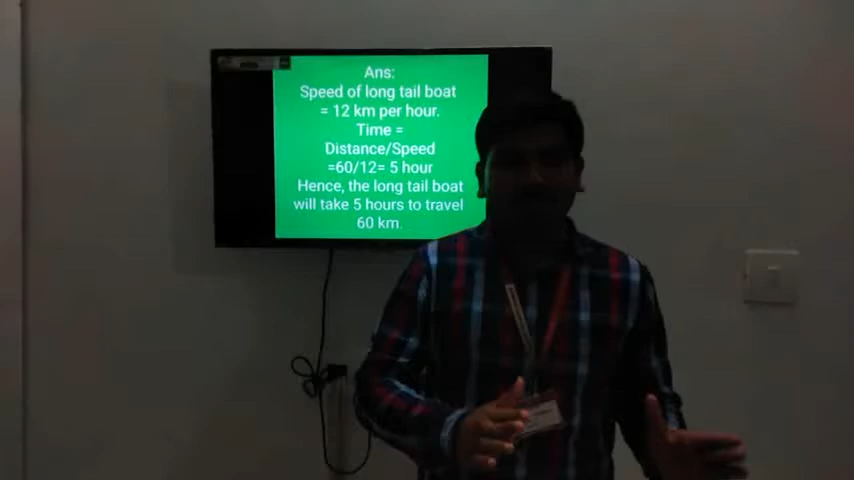 Ans:
Speed of long tail boat
= 12 km per hour.
Time =
Distance/Speed
=60/12= 5 hour
Hence, the long tail boat
will take 5 hours to travel
60 km.